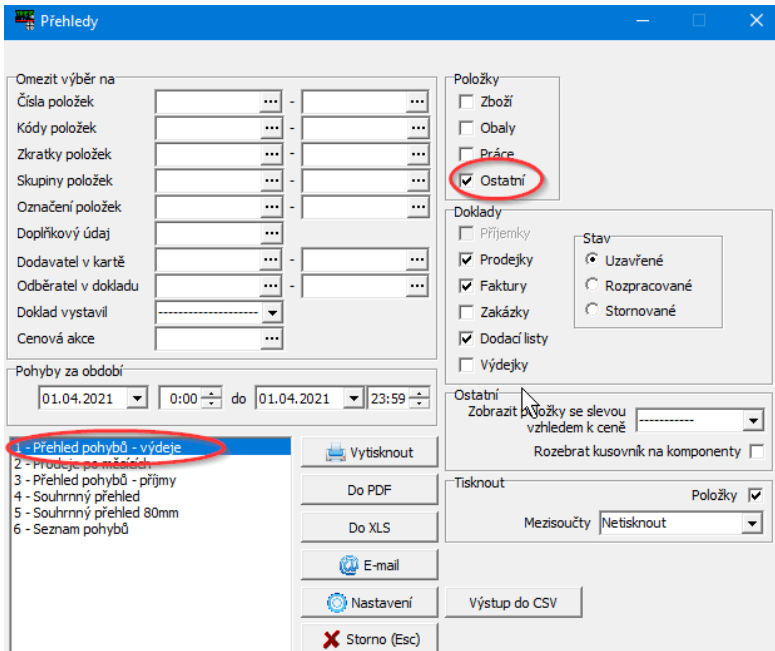 Přehledy
Omezit výběr na
Čísla položek ... - ...
Kódy položek ... - ...
Zkratky položek ... - ...
Skupiny položek ... - ...
Označení položek ... - ...
Doplňkový údaj ...
Dodavatel v kartě ... - ...
Odběratel v dokladu ... - ...
Doklad vystavil --------------------
Cenová akce ...
Pohyby za období
01.04.2021 0:00 do 01.04.2021 23:59
1 - Přehled pohybů - výdeje
2 - Prodeje po měsících
3 - Přehled pohybů - příjmy
4 - Souhrnný přehled
5 - Souhrnný přehled 80mm
6 - Seznam pohybů
Vytisknout
Do PDF
Do XLS
E-mail
Nastavení
Storno (Esc)
Položky
Zboží
Obaly
Práce
Ostatní
Doklady
Příjemky
Prodejky
Faktury
Zakázky
Dodací listy
Výdejky
Stav
Uzavřené
Rozpracované
Stornované
Ostatní
Zobrazit položky se slevou
vzhledem k ceně -----------
Rozebrat kusovník na komponenty
Tisknout
Položky
Mezisoučty Netisknout
Výstup do CSV